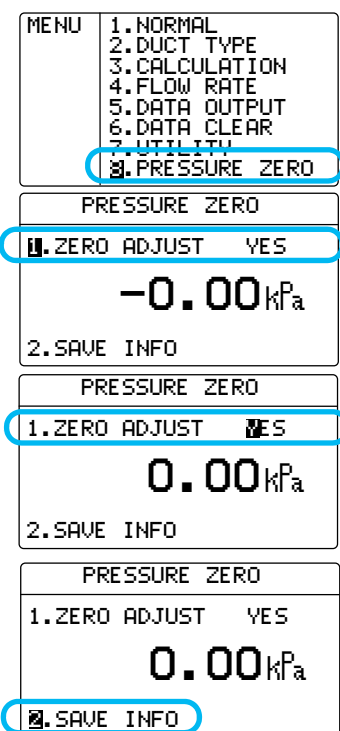 MENU 1.NORMAL
2.DUCT TYPE
3.CALCULATION
4.FLOW RATE
5.DATA OUTPUT
6.DATA CLEAR
7.UTILITY
8.PRESSURE ZERO
PRESSURE ZERO
1.ZERO ADJUST YES
-0.00kPa
2.SAVE INFO
PRESSURE ZERO
1.ZERO ADJUST YES
0.00kPa
2.SAVE INFO
PRESSURE ZERO
1.ZERO ADJUST YES
0.00kPa
2.SAVE INFO